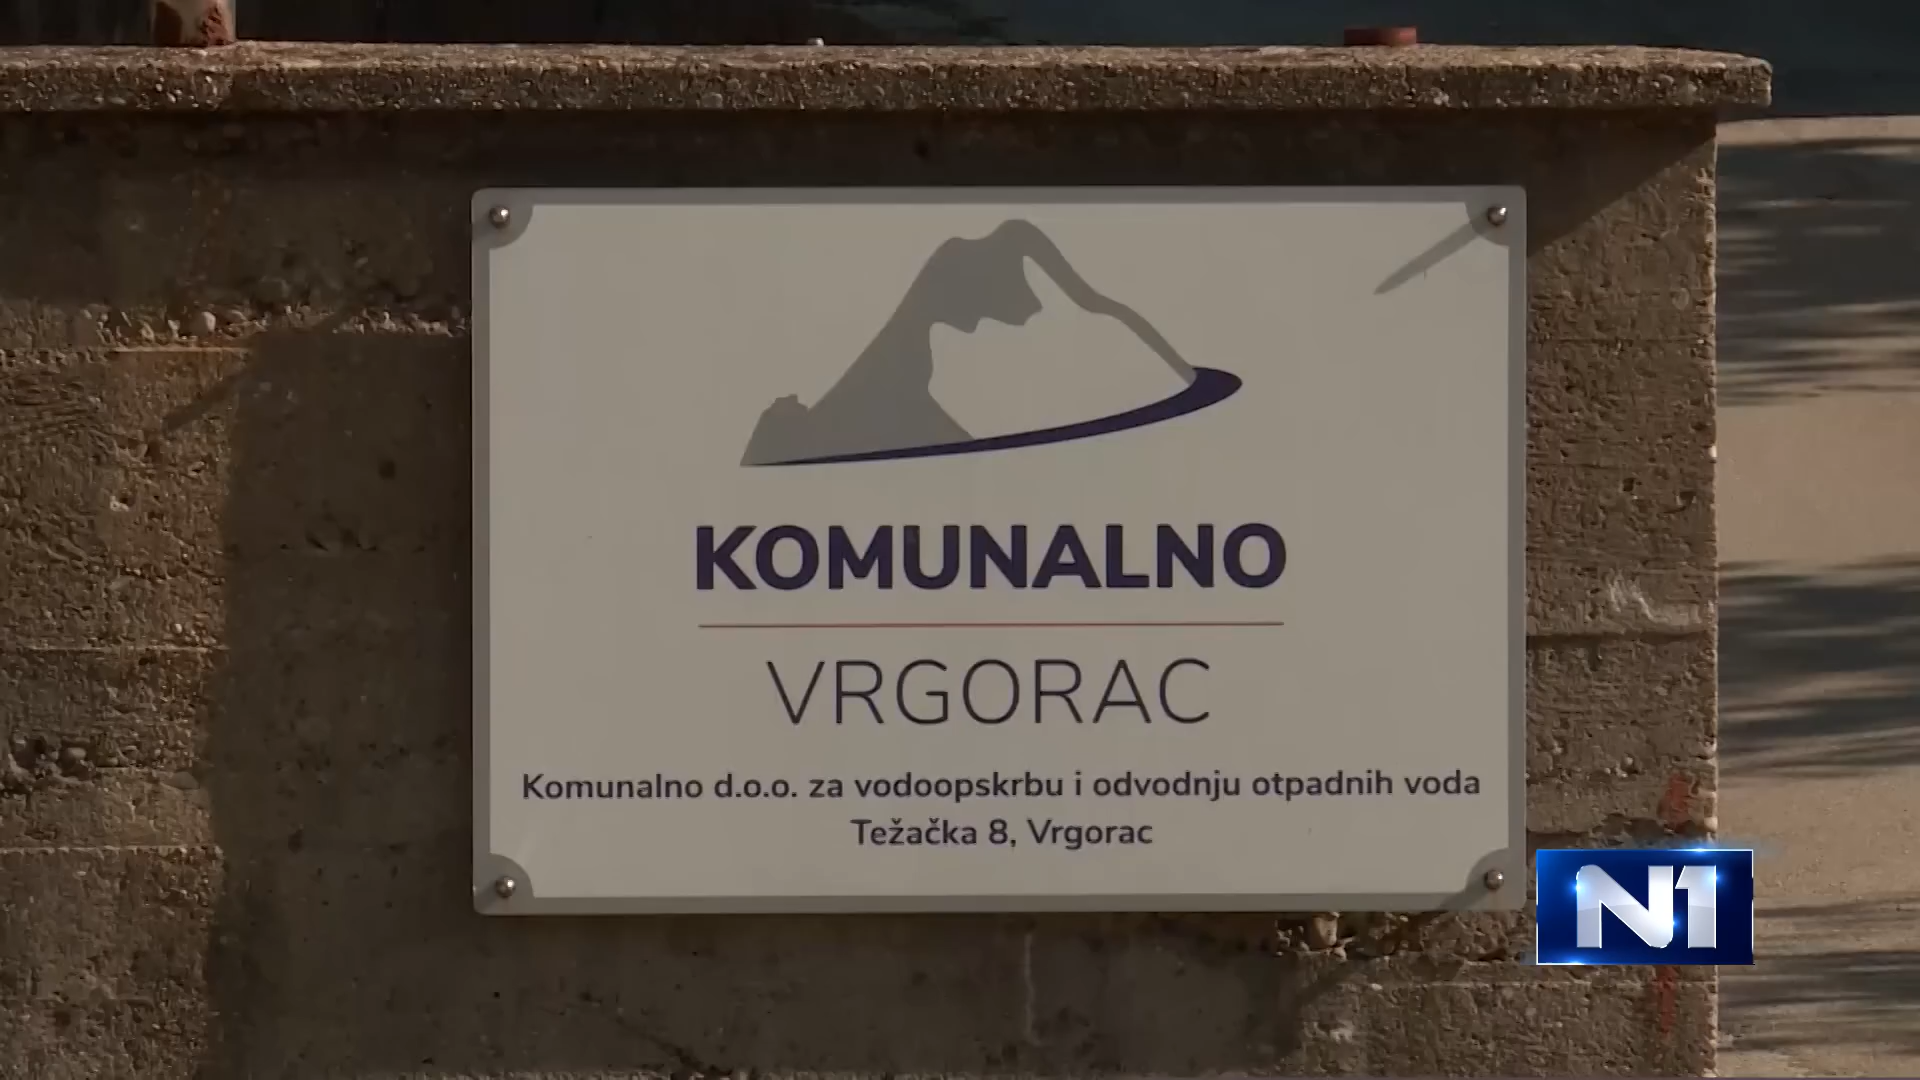 KOMUNALNO
VRGORAC
Komunalno d.o.o. za vodoopskrbu i odvodnju otpadnih voda
Težačka 8, Vrgorac
N1